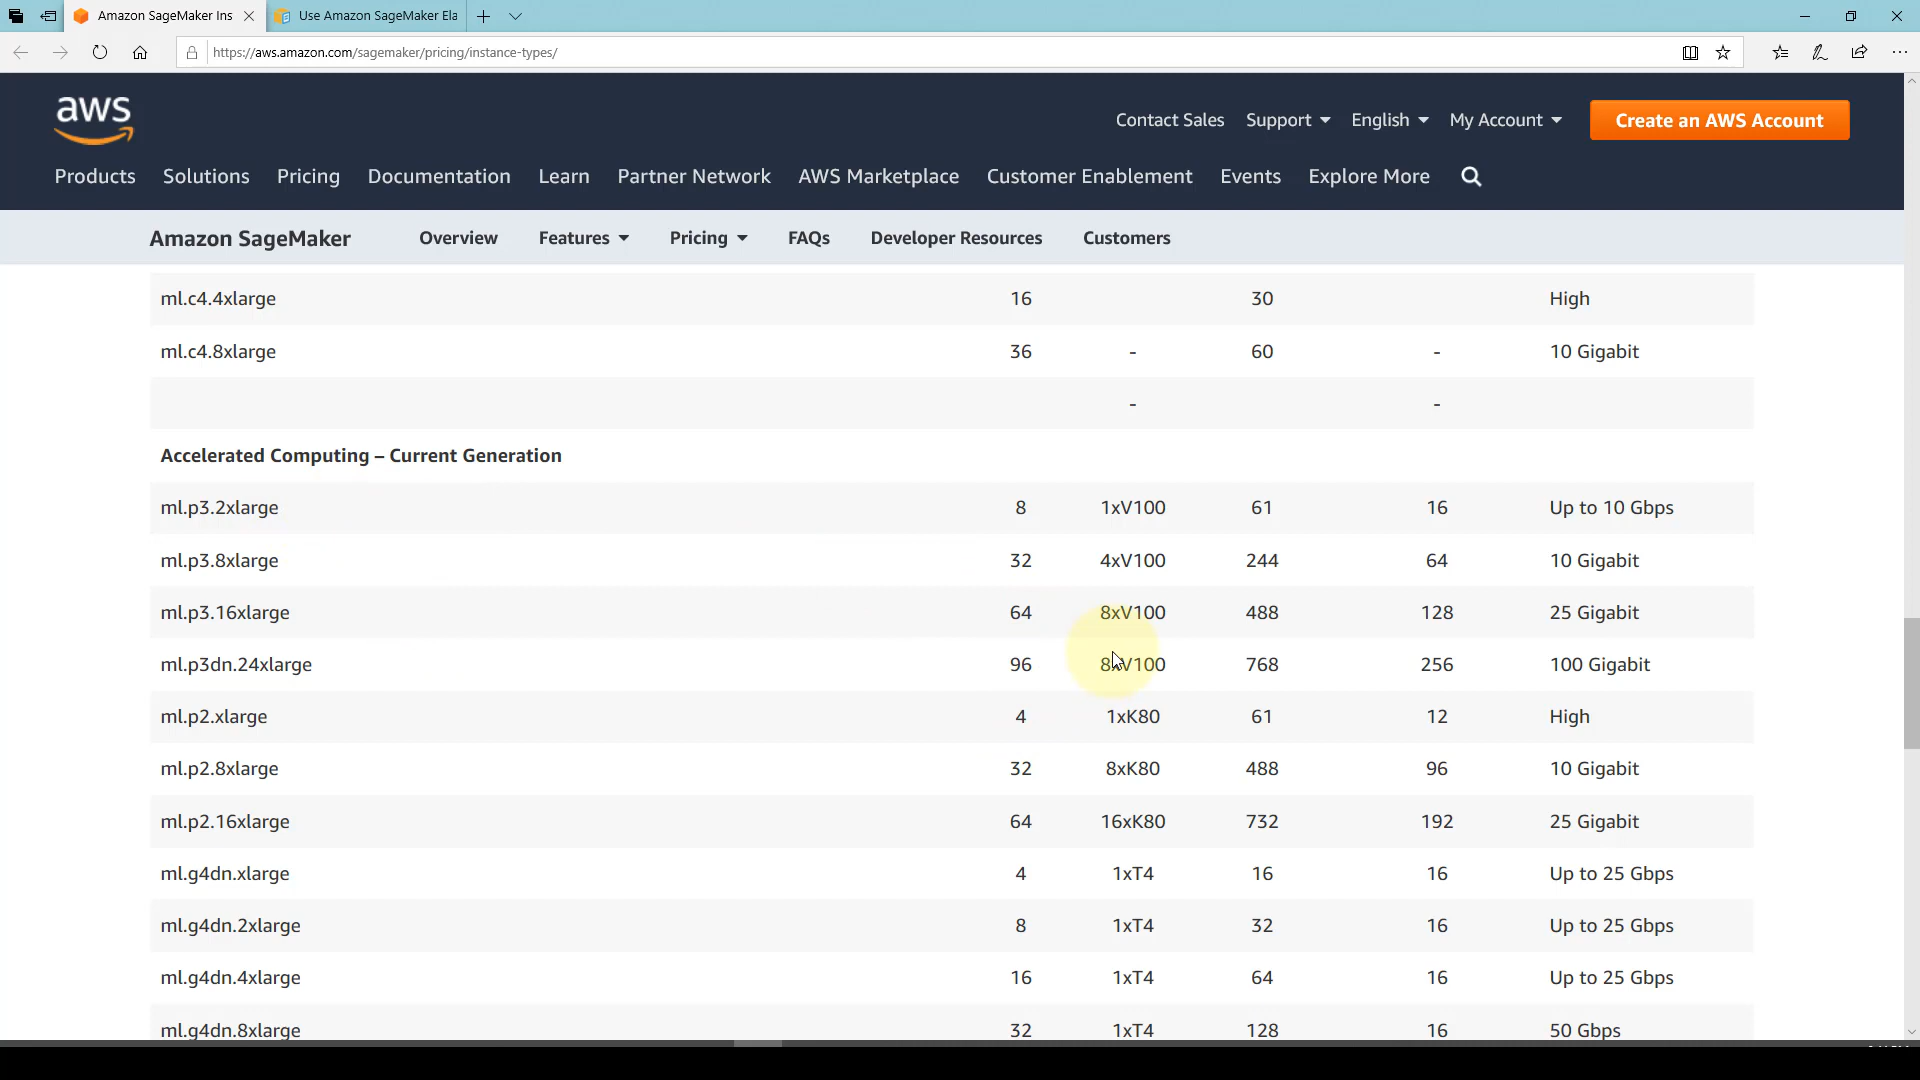 Amazon SageMaker Ins
Use Amazon SageMaker Ela
https://aws.amazon.com/sagemaker/pricing/instance-types/
aws
Contact Sales Support English My Account Create an AWS Account
Products Solutions Pricing Documentation Learn Partner Network AWS Marketplace Customer Enablement Events Explore More
Amazon SageMaker Overview Features Pricing FAQs Developer Resources Customers
ml.c4.4xlarge 16 30 High
ml.c4.8xlarge 36 - 60 - 10 Gigabit
- -
Accelerated Computing – Current Generation
ml.p3.2xlarge 8 1xV100 61 16 Up to 10 Gbps
ml.p3.8xlarge 32 4xV100 244 64 10 Gigabit
ml.p3.16xlarge 64 8xV100 488 128 25 Gigabit
ml.p3dn.24xlarge 96 8xV100 768 256 100 Gigabit
ml.p2.xlarge 4 1xK80 61 12 High
ml.p2.8xlarge 32 8xK80 488 96 10 Gigabit
ml.p2.16xlarge 64 16xK80 732 192 25 Gigabit
ml.g4dn.xlarge 4 1xT4 16 16 Up to 25 Gbps
ml.g4dn.2xlarge 8 1xT4 32 16 Up to 25 Gbps
ml.g4dn.4xlarge 16 1xT4 64 16 Up to 25 Gbps
ml.g4dn.8xlarge 32 1xT4 128 16 50 Gbps